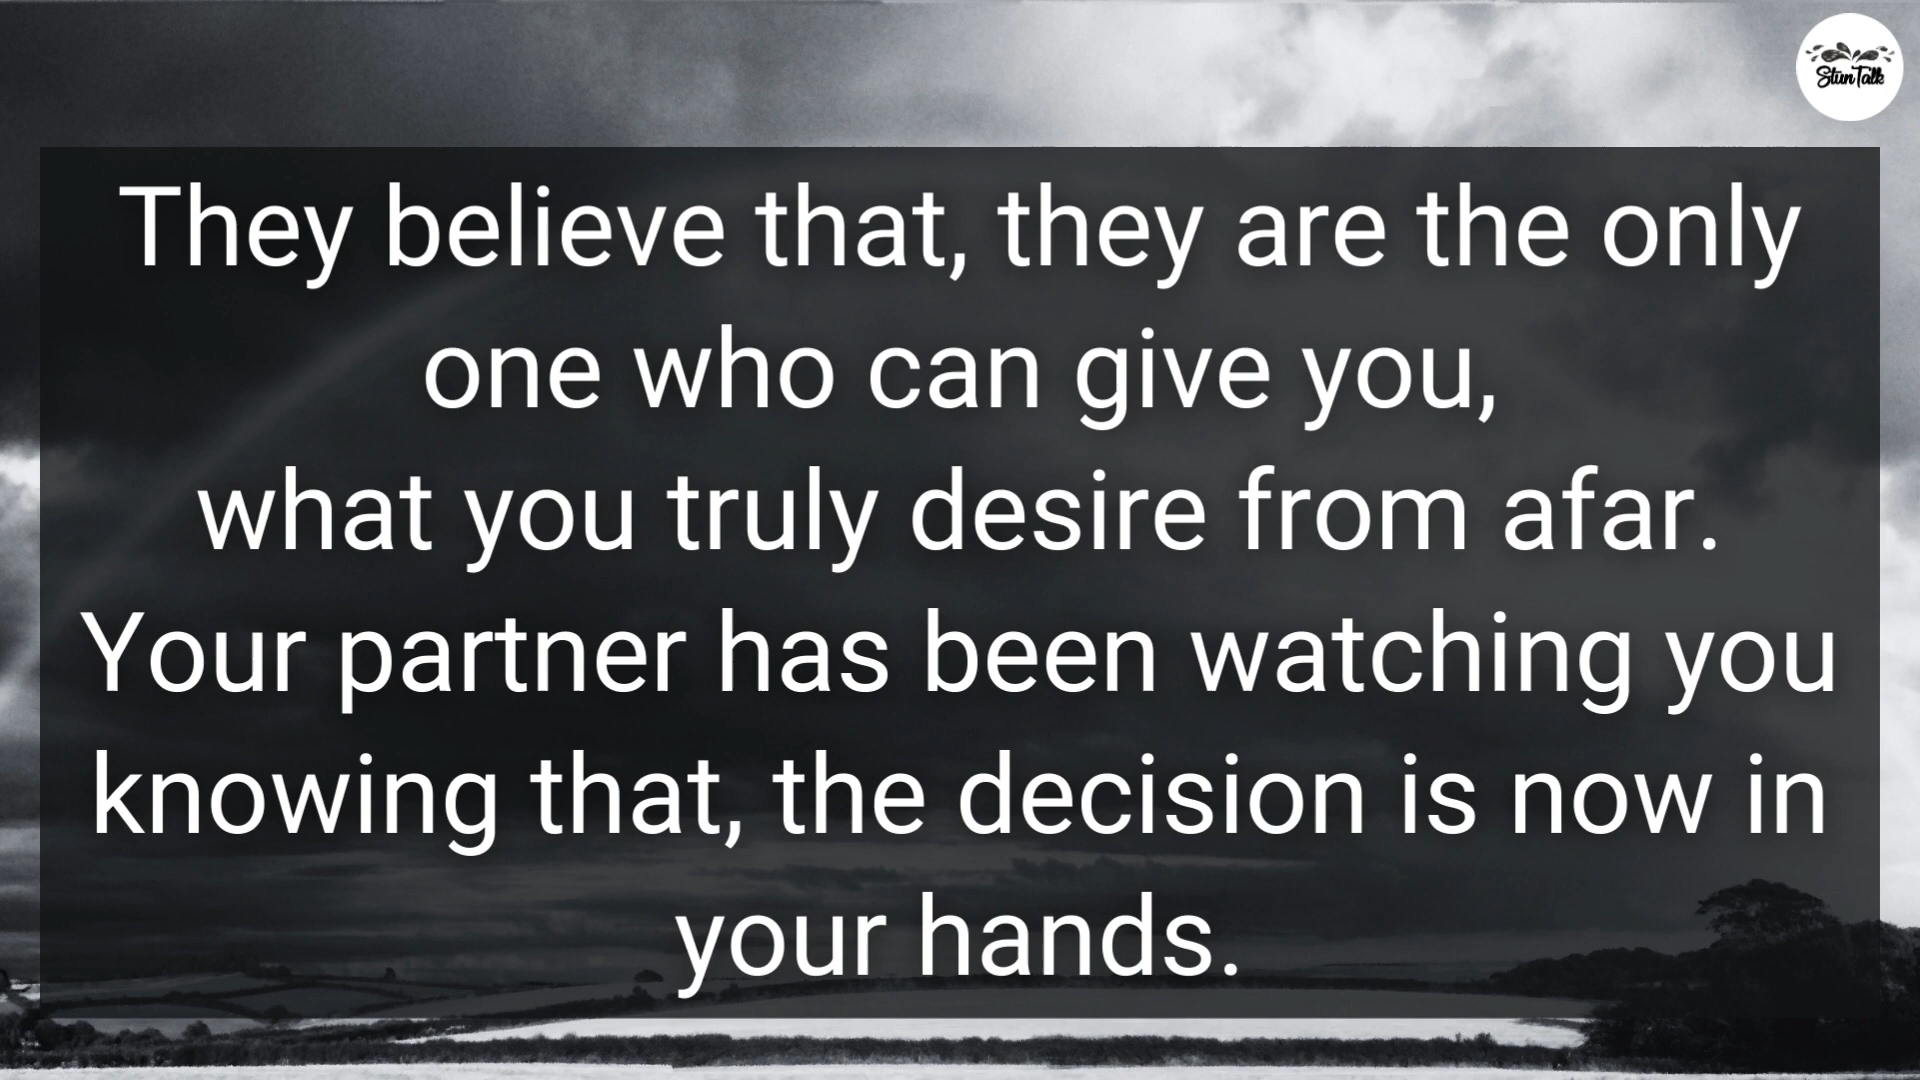 StunTalk
They believe that, they are the only
one who can give you,
what you truly desire from afar.
Your partner has been watching you
knowing that, the decision is now in
your hands.